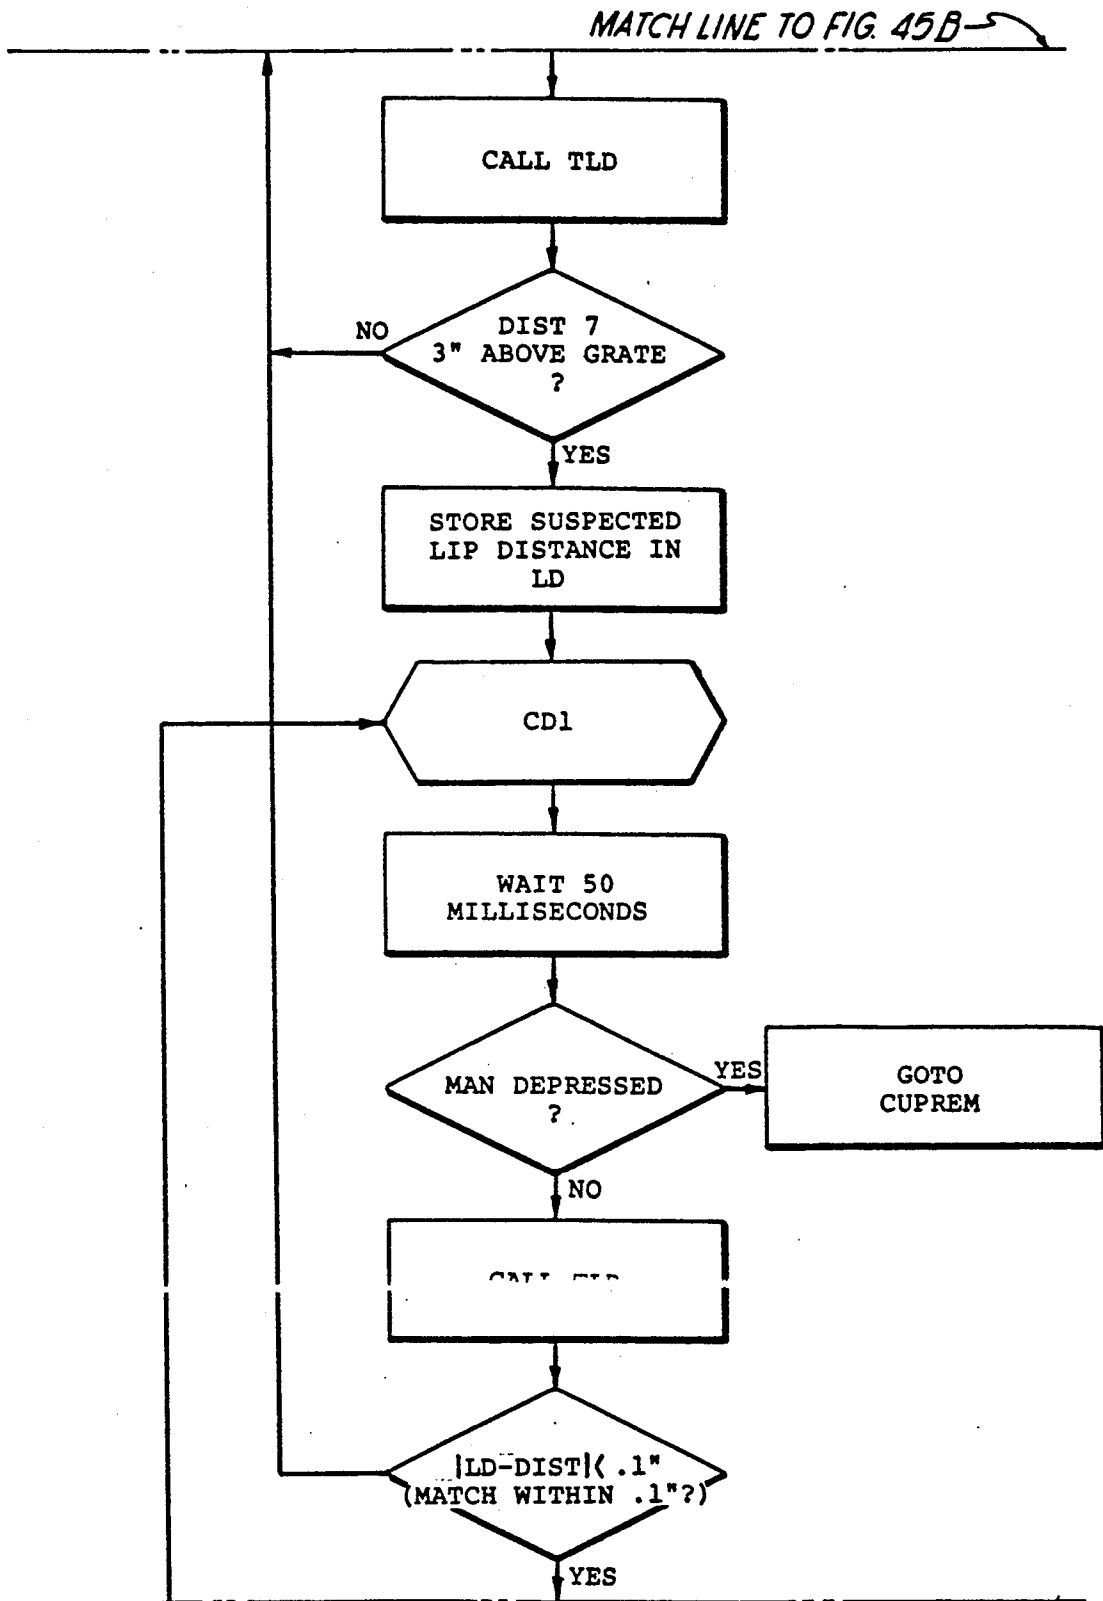 MATCH LINE TO FIG. 45B
CALL TLD
DIST 7
3" ABOVE GRATE
?
NO
YES
STORE SUSPECTED
LIP DISTANCE IN
LD
CD1
WAIT 50
MILLISECONDS
MAN DEPRESSED
?
YES
GOTO
CUPREM
NO
CALL
|LD-DIST|< .1"
(MATCH WITHIN .1"?)
YES